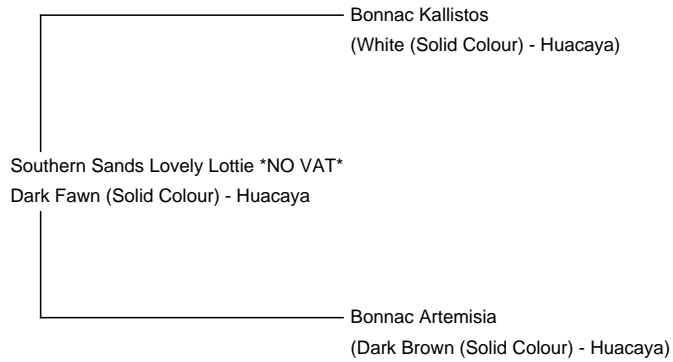 Bonnac Kallistos
(White (Solid Colour) - Huacaya)
Southern Sands Lovely Lottie *NO VAT*
Dark Fawn (Solid Colour) - Huacaya
Bonnac Artemisia
(Dark Brown (Solid Colour) - Huacaya)